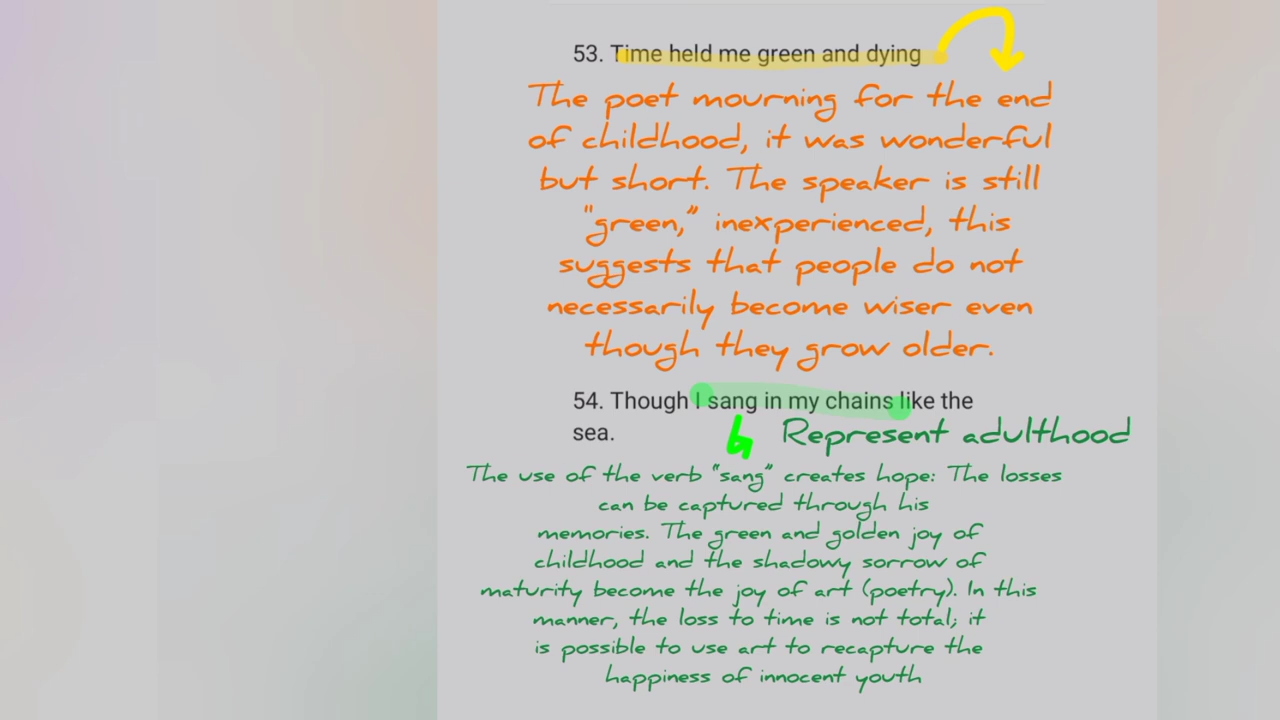 53. Time held me green and dying
The poet mourning for the end
of childhood, it was wonderful
but short. The speaker is still
"green,” inexperienced, this
suggests that people do not
necessarily become wiser even
though they grow older.
54. Though I sang in my chains like the
sea.
Represent adulthood
The use of the verb “sang” creates hope: The losses
can be captured through his
memories. The green and golden joy of
childhood and the shadowy sorrow of
maturity become the joy of art (poetry). In this
manner, the loss to time is not total; it
is possible to use art to recapture the
happiness of innocent youth